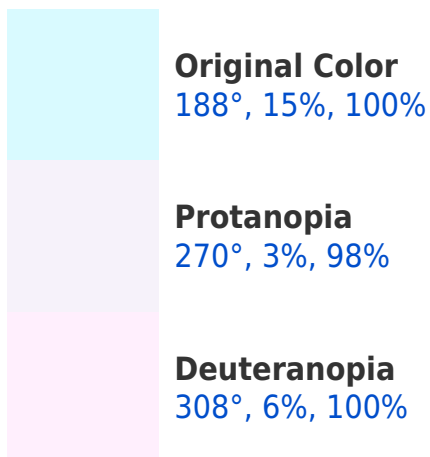 Original Color
188°, 15%, 100%
Protanopia
270°, 3%, 98%
Deuteranopia
308°, 6%, 100%